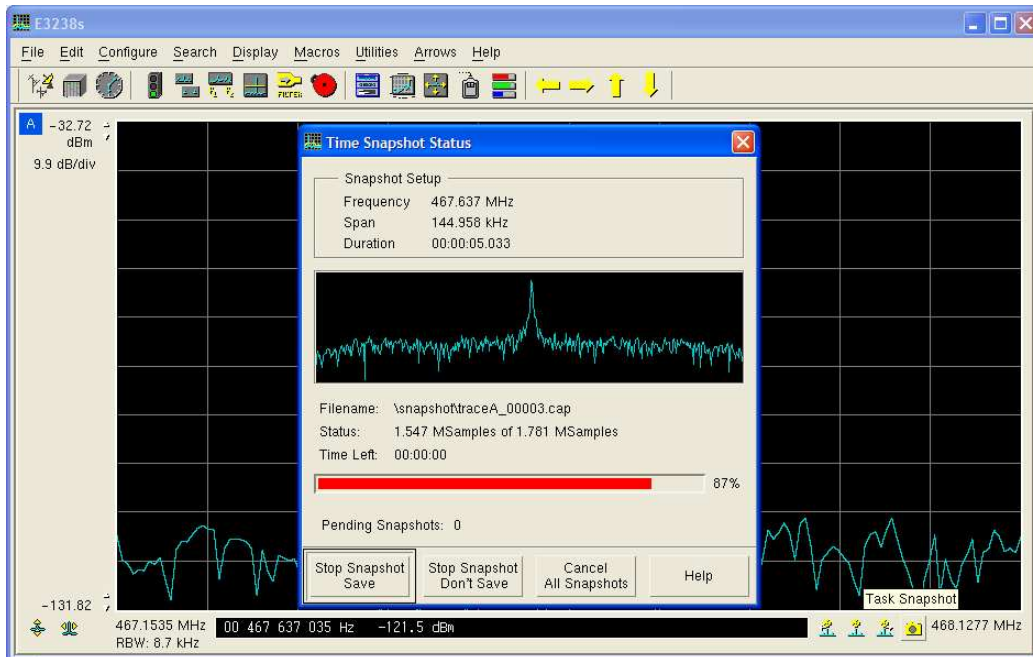 E3238s
File Edit Configure Search Display Macros Utilities Arrows Help
FILTER
A -32.72
dBm
9.9 dB/div
Time Snapshot Status
Snapshot Setup
Frequency 467.637 MHz
Span 144.958 kHz
Duration 00:00:05.033
Filename: \snapshot\traceA_00003.cap
Status: 1.547 MSamples of 1.781 MSamples
Time Left: 00:00:00
87%
Pending Snapshots: 0
Stop Snapshot
Save
Stop Snapshot
Don't Save
Cancel
All Snapshots
Help
Task Snapshot
-131.82
467.1535 MHz 00 467 637 035 Hz -121.5 dBm 468.1277 MHz
RBW: 8.7 kHz